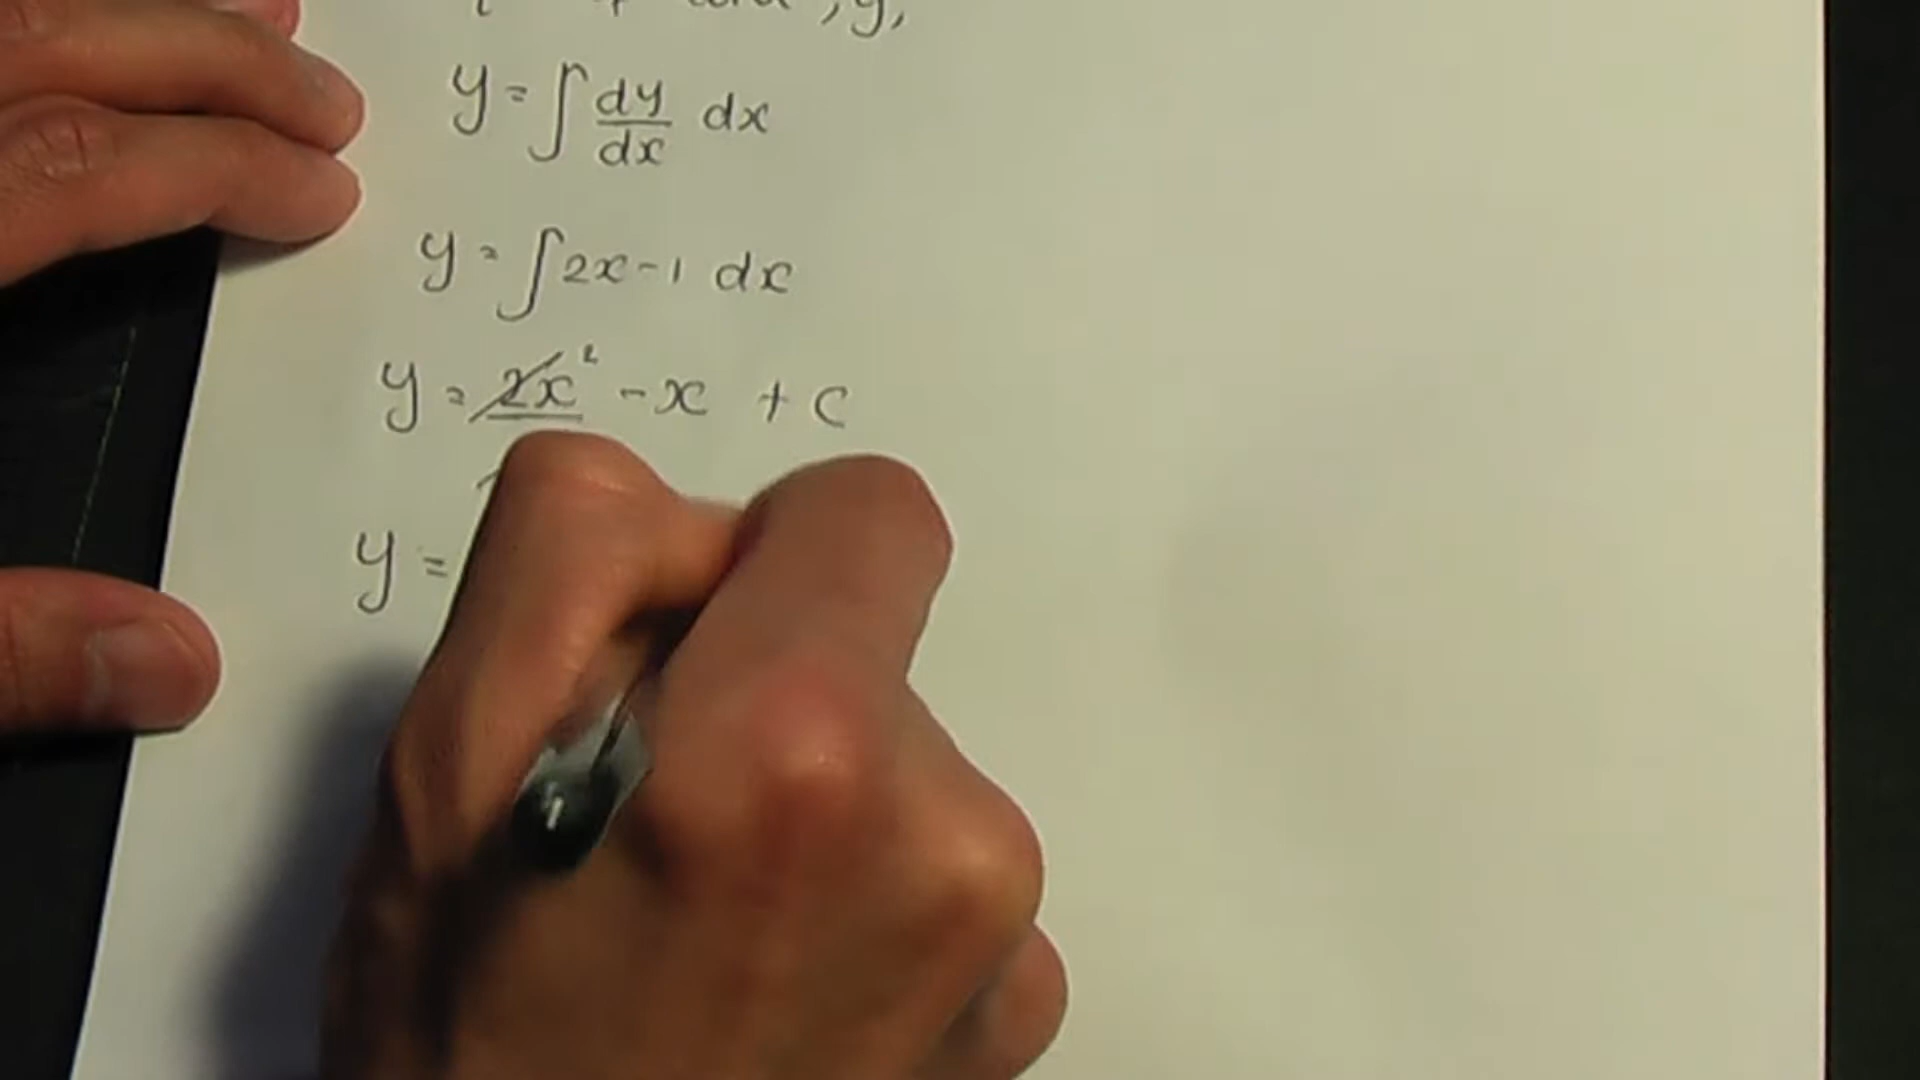 y,
y = ∫ dy/dx dx
y = ∫ 2x - 1 dx
y = 2x² - x + c
y =